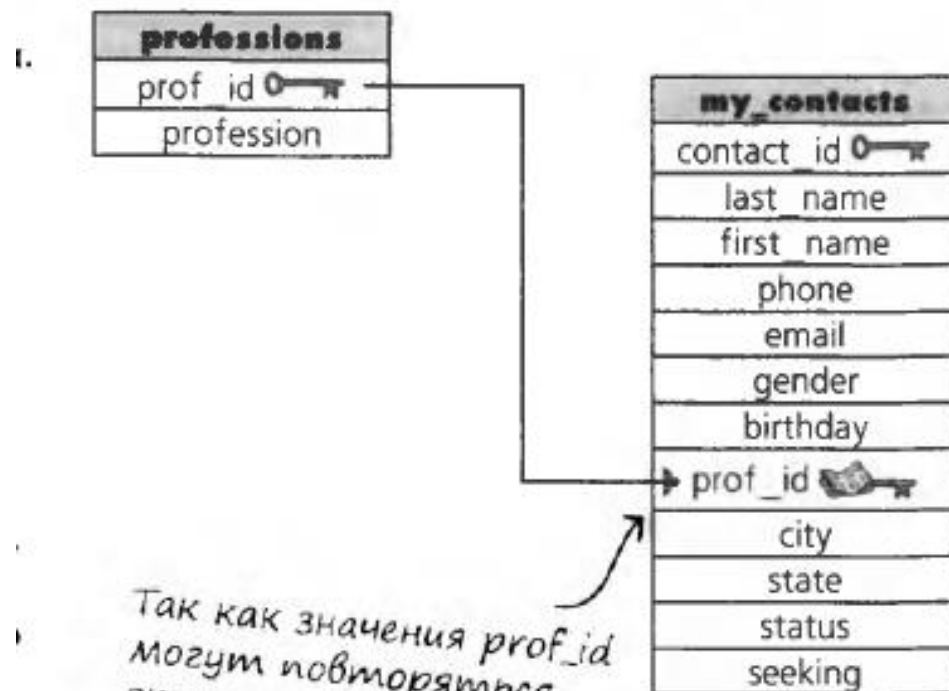 professions
prof_id
profession
my_contacts
contact_id
last_name
first_name
phone
email
gender
birthday
prof_id
city
state
status
seeking
Так как значения prof_id
могут повторяться